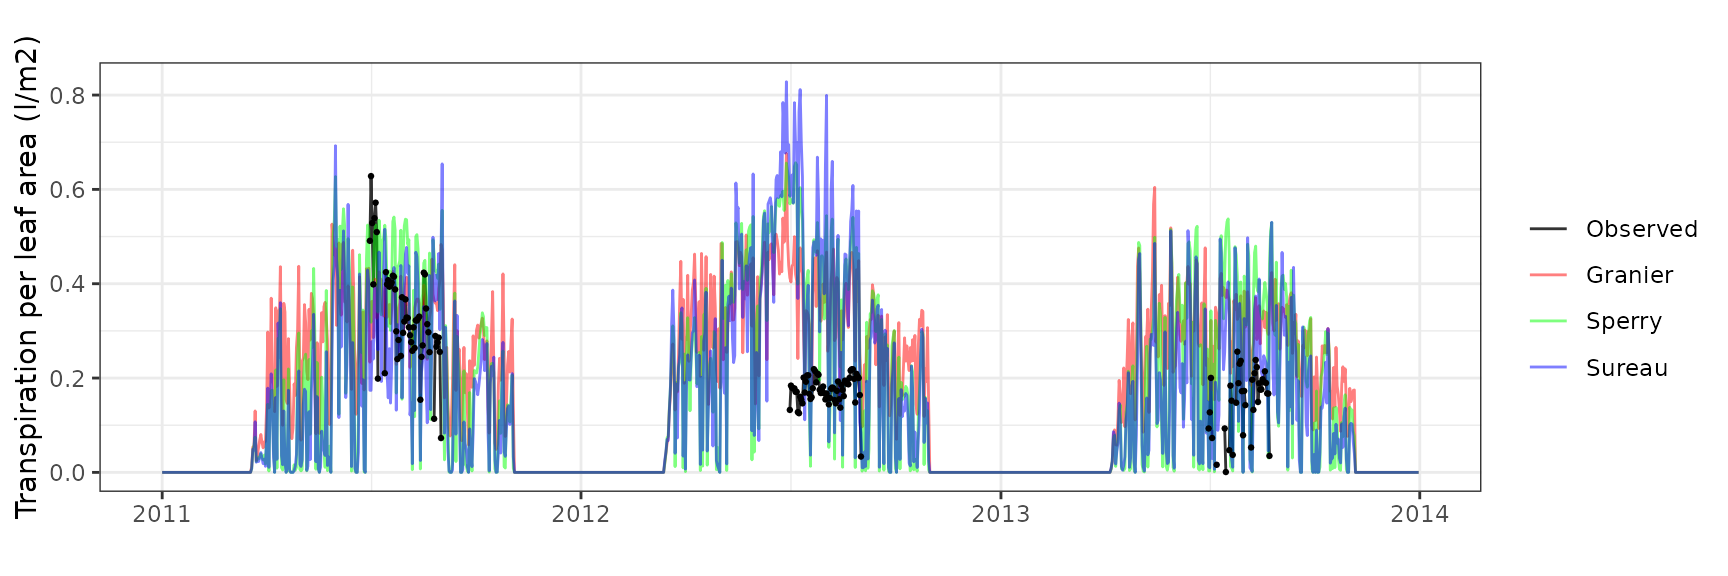 Transpiration per leaf area (l/m2)
0.8
0.6
0.4
0.2
0.0
2011
2012
2013
2014
Observed
Granier
Sperry
Sureau